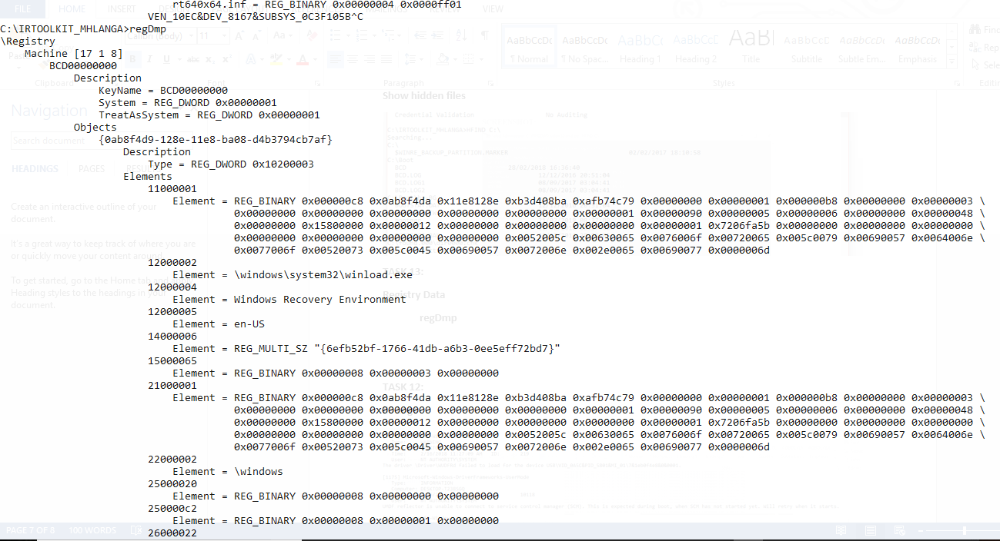 rt640x64.inf = REG_BINARY 0x00000004 0x0000ff01
VEN_10EC&DEV_8167&SUBSYS_0C3F105B^C
C:\IRTOOLKIT_MHLANGA>regDmp
\Registry
Machine [17 1 8]
BCD00000000
Description
KeyName = BCD00000000
System = REG_DWORD 0x00000001
TreatAsSystem = REG_DWORD 0x00000001
Objects
{0ab8f4d9-128e-11e8-ba08-d4b3794cb7af}
Description
Type = REG_DWORD 0x10200003
Elements
11000001
Element = REG_BINARY 0x000000c8 0x0ab8f4da 0x11e8128e 0xb3d408ba 0xafb74c79 0x00000000 0x00000001 0x000000b8 0x00000000 0x00000003 \
0x00000000 0x00000000 0x00000000 0x00000000 0x00000000 0x00000001 0x00000090 0x00000005 0x00000006 0x00000000 0x00000048 \
0x00000000 0x15800000 0x00000012 0x00000000 0x00000000 0x00000000 0x00000001 0x7206fa5b 0x00000000 0x00000000 0x00000000 \
0x00000000 0x00000000 0x00000000 0x00000000 0x0052005c 0x00630065 0x0076006f 0x00720065 0x005c0079 0x00690057 0x0064006e \
0x0077006f 0x00520073 0x005c0045 0x00690057 0x0072006e 0x002e0065 0x00690077 0x0000006d
12000002
Element = \windows\system32\winload.exe
12000004
Element = Windows Recovery Environment
12000005
Element = en-US
14000006
Element = REG_MULTI_SZ "{6efb52bf-1766-41db-a6b3-0ee5eff72bd7}"
15000065
Element = REG_BINARY 0x00000008 0x00000003 0x00000000
21000001
Element = REG_BINARY 0x000000c8 0x0ab8f4da 0x11e8128e 0xb3d408ba 0xafb74c79 0x00000000 0x00000001 0x000000b8 0x00000000 0x00000003 \
0x00000000 0x00000000 0x00000000 0x00000000 0x00000000 0x00000001 0x00000090 0x00000005 0x00000006 0x00000000 0x00000048 \
0x00000000 0x15800000 0x00000012 0x00000000 0x00000000 0x00000000 0x00000001 0x7206fa5b 0x00000000 0x00000000 0x00000000 \
0x00000000 0x00000000 0x00000000 0x00000000 0x0052005c 0x00630065 0x0076006f 0x00720065 0x005c0079 0x00690057 0x0064006e \
0x0077006f 0x00520073 0x005c0045 0x00690057 0x0072006e 0x002e0065 0x00690077 0x0000006d
22000002
Element = \windows
25000020
Element = REG_BINARY 0x00000008 0x00000000 0x00000000
250000c2
Element = REG_BINARY 0x00000008 0x00000001 0x00000000
26000022
FILE
HOME
INSERT
VIEW
AaBbCcDc AaBbCcDc AaBbCc AaBbCcD AaB AaBbCcD AaBbCcDc AaBbCcDc
¶ Normal ¶ No Spac... Heading 1 Heading 2 Title Subtitle Subtle Em... Emphasis
Font
Paragraph
Styles
Navigation
Search document
HEADINGS
PAGES
Create an interactive outline of your
document.
It's a great way to keep track of where you are
or quickly move your content around.
To get started, go to the Home tab and
Heading styles to the headings in your
document.
Show hidden files
Credential Validation No Auditing
C:\IRTOOLKIT_MHLANGA>HFIND C:\
Searching...
TASK 13:
Registry Data
regDmp
TASK 12:
PAGE 7 OF 8
100 WORDS